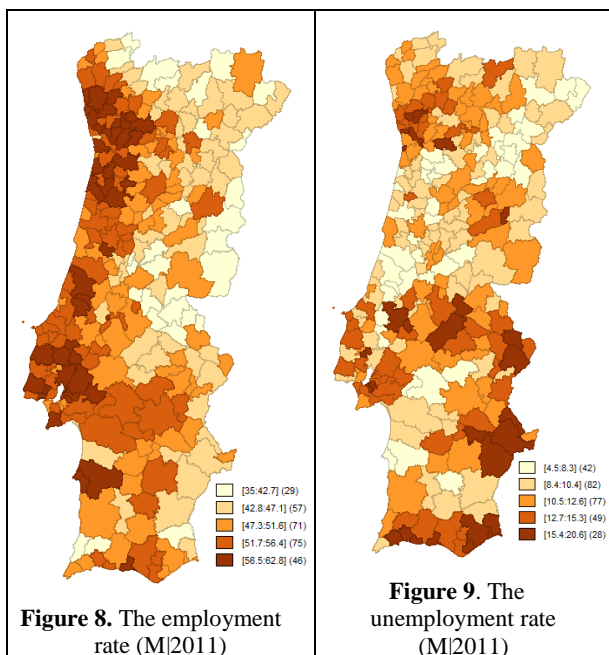 [35:42.7] (29)
[42.8:47.1] (57)
[47.3:51.6] (71)
[51.7:56.4] (75)
[56.5:62.8] (46)
Figure 8. The employment
rate (M|2011)
[4.5:8.3] (42)
[8.4:10.4] (82)
[10.5:12.6] (77)
[12.7:15.3] (49)
[15.4:20.6] (28)
Figure 9. The
unemployment rate
(M|2011)